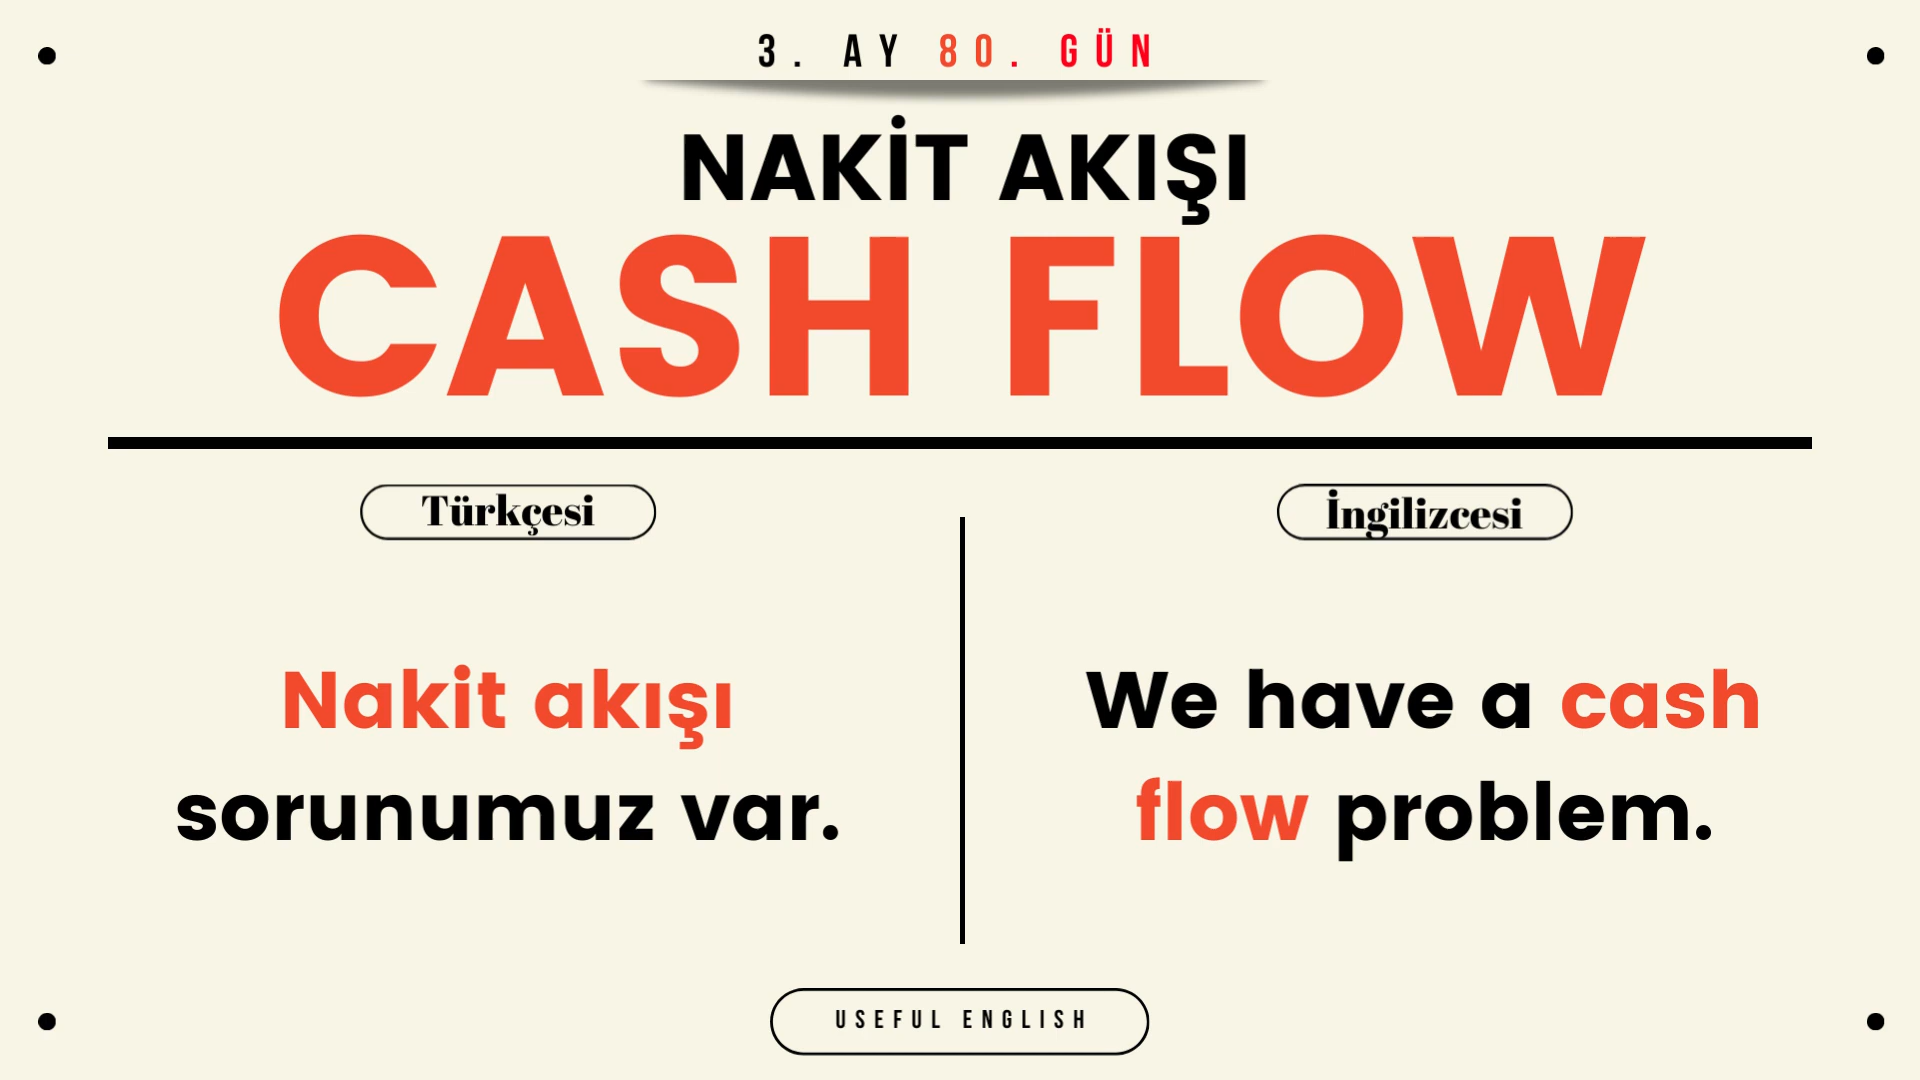 3. AY 80. GÜN
NAKİT AKIŞI
CASH FLOW
Türkçesi
Nakit akışı
sorunumuz var.
İngilizcesi
We have a cash
flow problem.
USEFUL ENGLISH